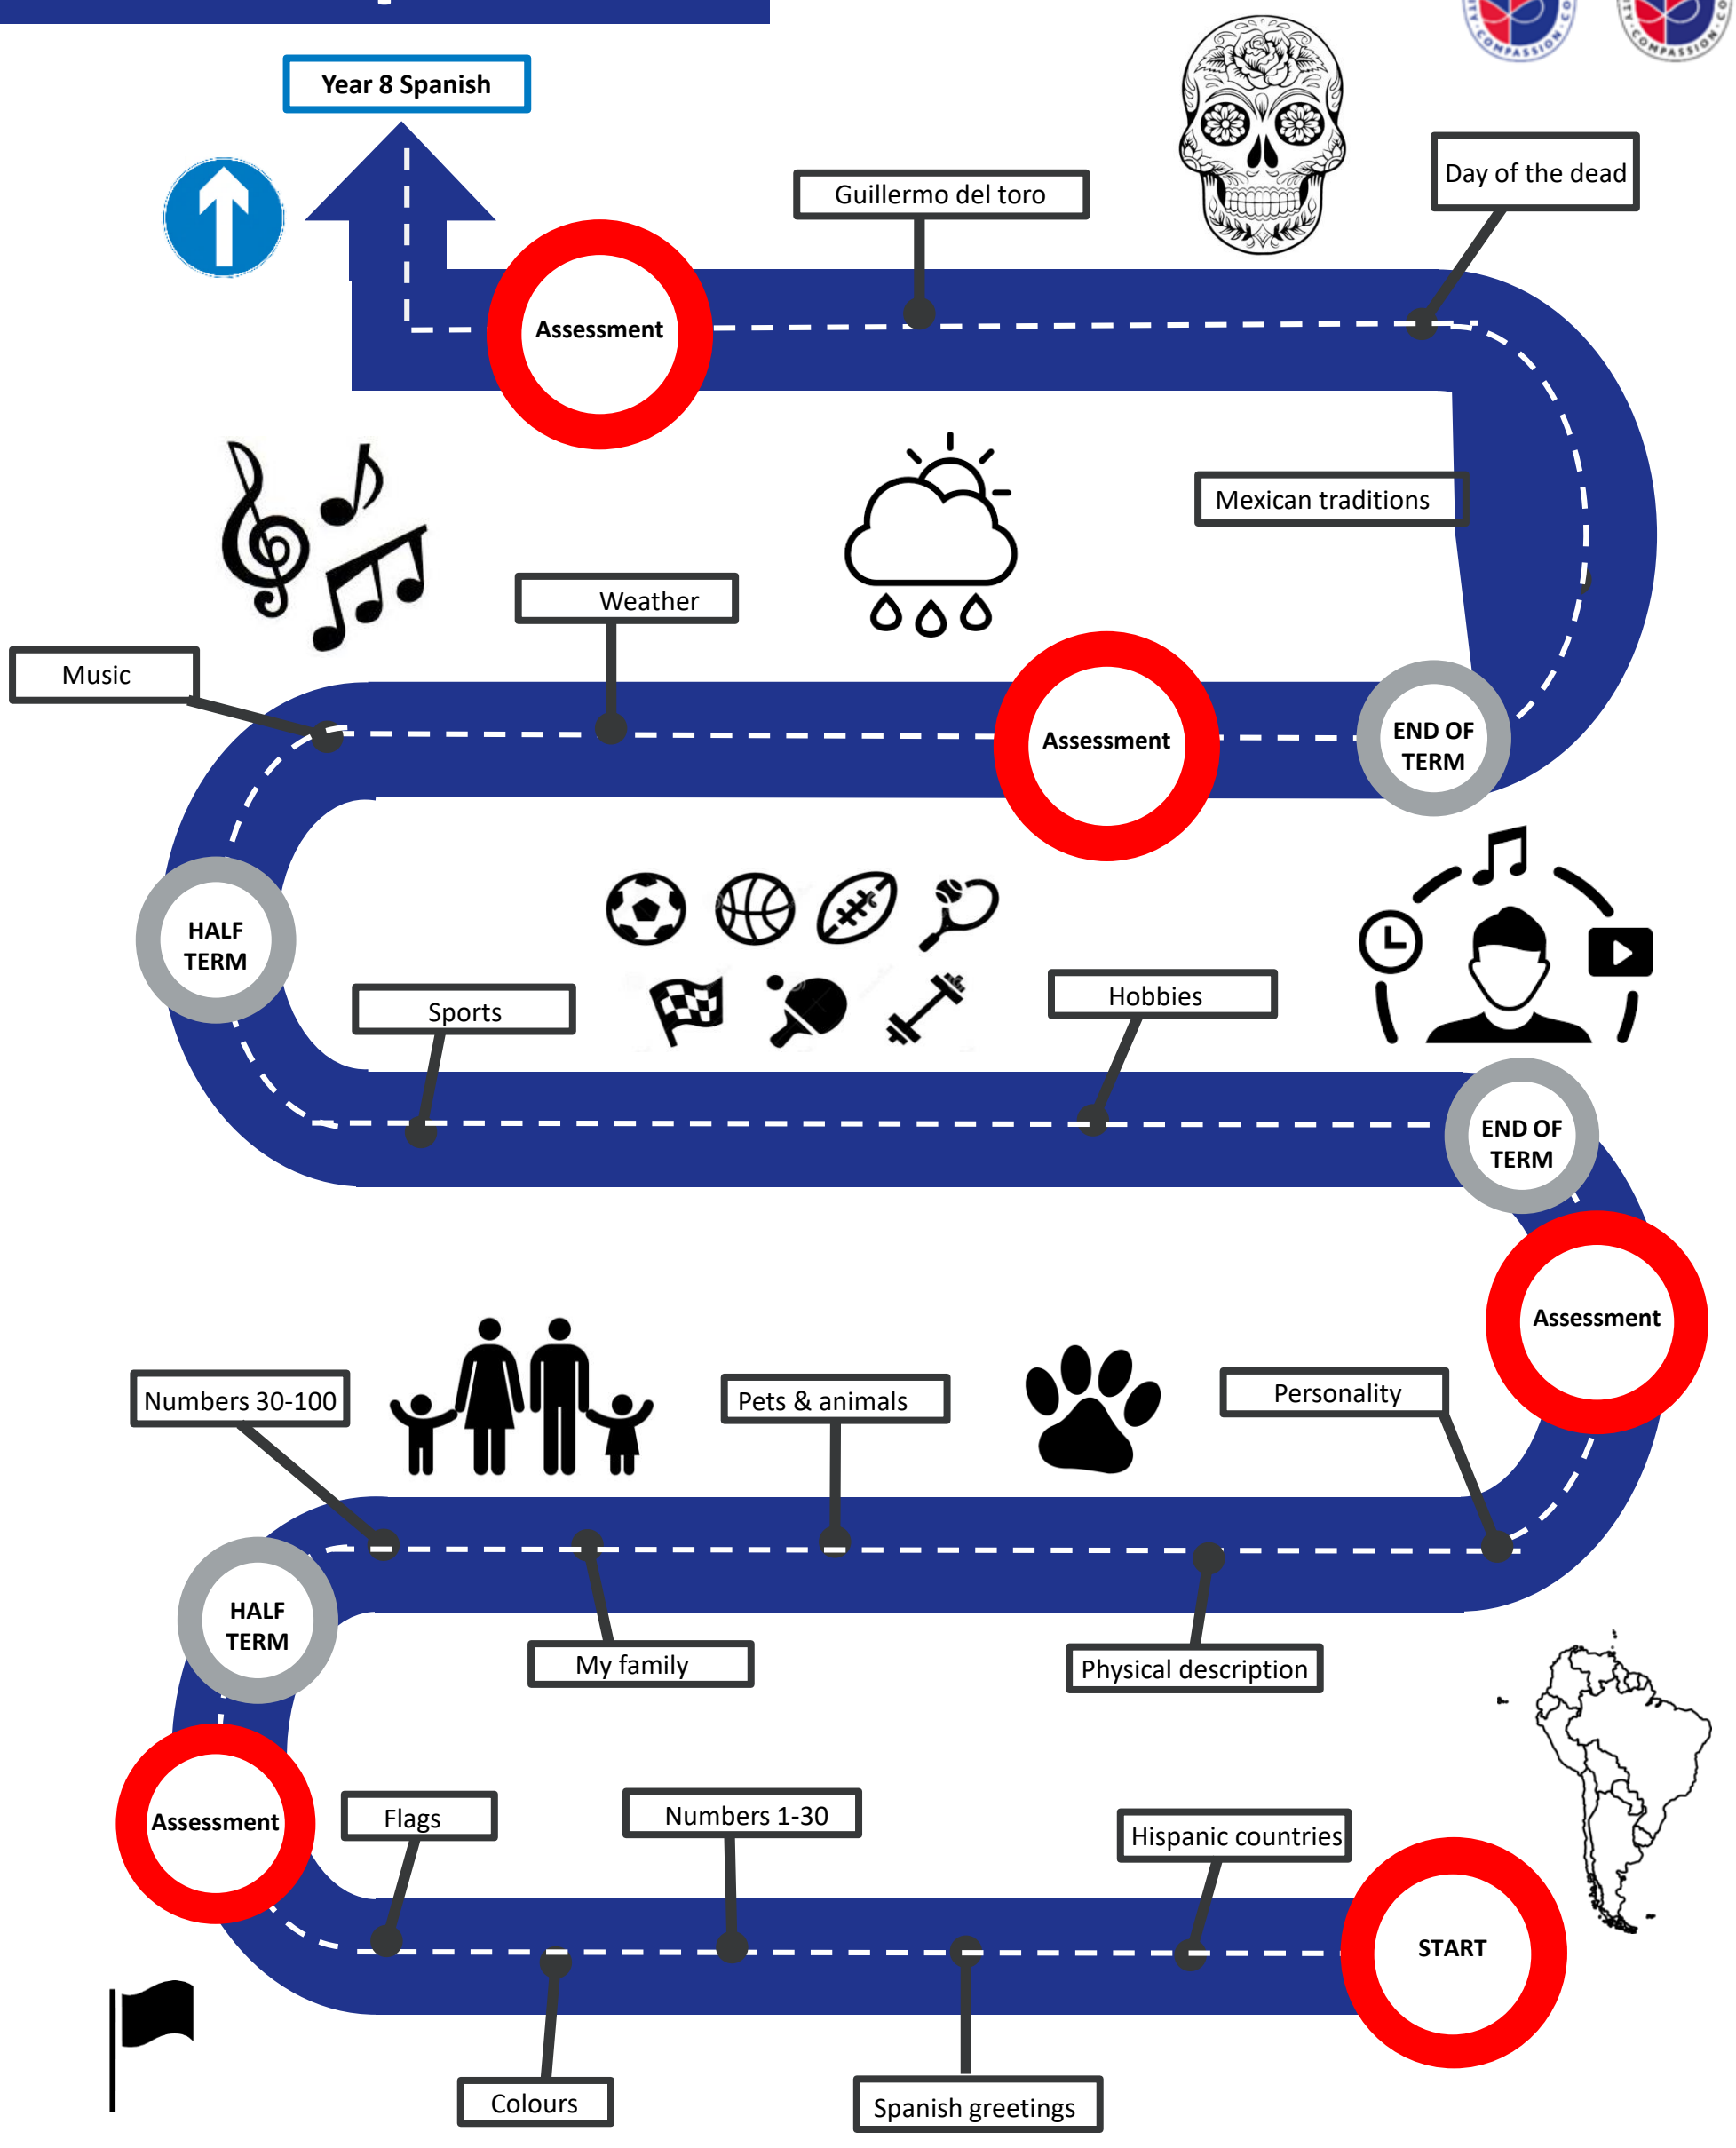 COMPASSION
COMPASSION
Year 8 Spanish
Day of the dead
Guillermo del toro
Assessment
Mexican traditions
Weather
Music
Assessment
END OF
TERM
HALF
TERM
Sports
Hobbies
END OF
TERM
Assessment
Numbers 30-100
Pets & animals
Personality
HALF
TERM
My family
Physical description
Assessment
Flags
Numbers 1-30
Hispanic countries
START
Colours
Spanish greetings